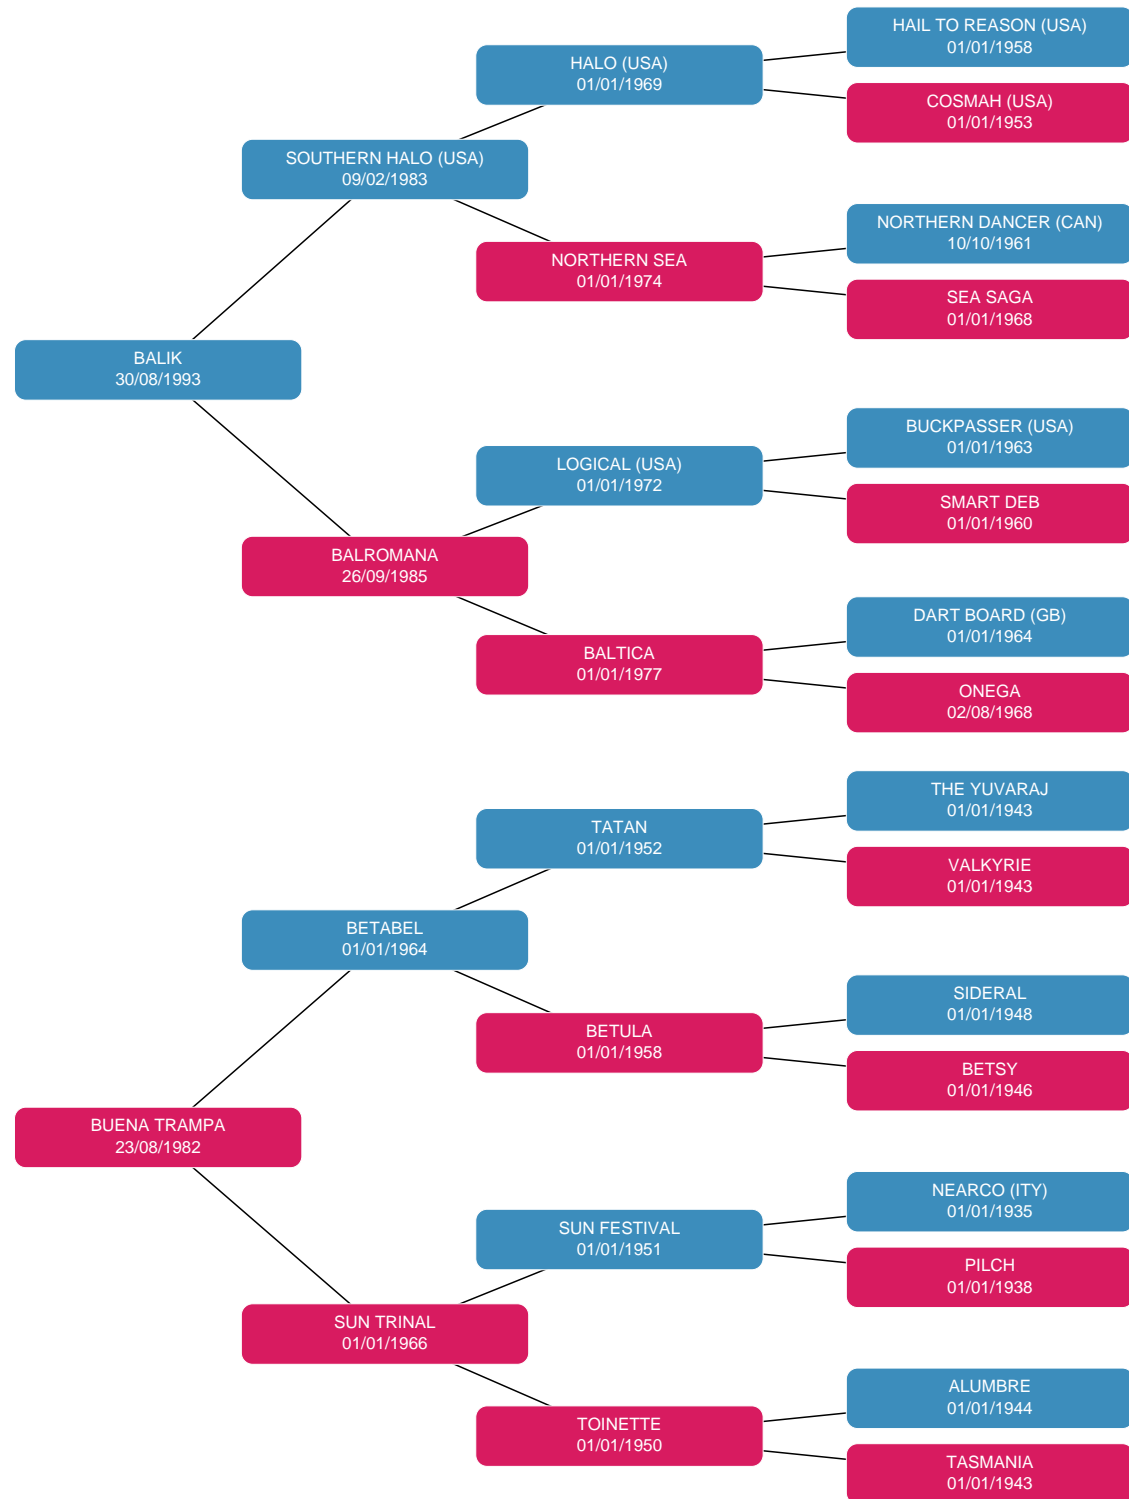 HAIL TO REASON (USA)
01/01/1958
HALO (USA)
01/01/1969
COSMAH (USA)
01/01/1953
SOUTHERN HALO (USA)
09/02/1983
NORTHERN DANCER (CAN)
10/10/1961
NORTHERN SEA
01/01/1974
SEA SAGA
01/01/1968
BALIK
30/08/1993
BUCKPASSER (USA)
01/01/1963
LOGICAL (USA)
01/01/1972
SMART DEB
01/01/1960
BALROMANA
26/09/1985
DART BOARD (GB)
01/01/1964
BALTICA
01/01/1977
ONEGA
02/08/1968
THE YUVARAJ
01/01/1943
TATAN
01/01/1952
VALKYRIE
01/01/1943
BETABEL
01/01/1964
SIDERAL
01/01/1948
BETULA
01/01/1958
BETSY
01/01/1946
BUENA TRAMPA
23/08/1982
NEARCO (ITY)
01/01/1935
SUN FESTIVAL
01/01/1951
PILCH
01/01/1938
SUN TRINAL
01/01/1966
ALUMBRE
01/01/1944
TOINETTE
01/01/1950
TASMANIA
01/01/1943